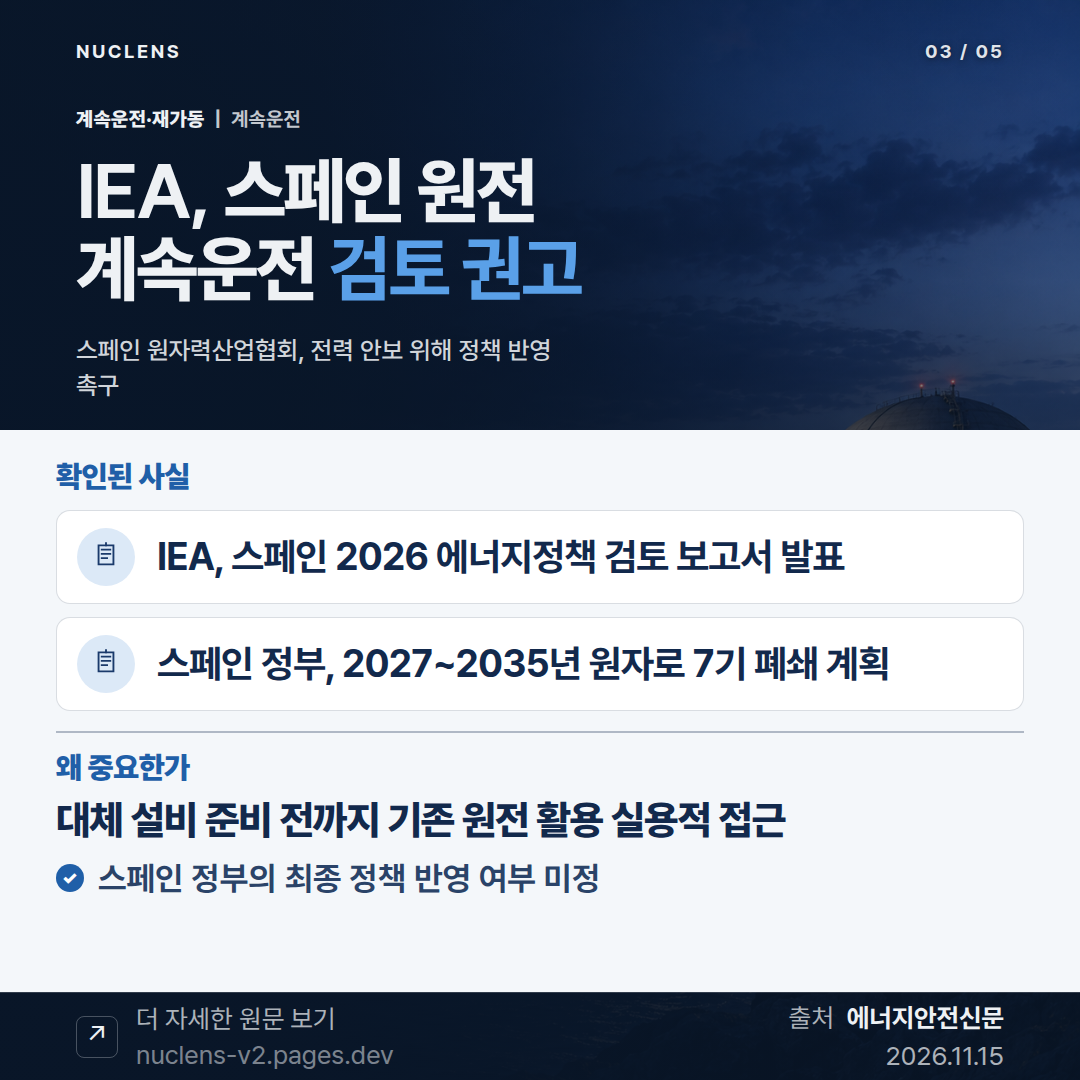 NUCLENS
03 / 05
계속운전·재가동 | 계속운전
IEA, 스페인 원전
계속운전 검토 권고
스페인 원자력산업협회, 전력 안보 위해 정책 반영
촉구
확인된 사실
IEA, 스페인 2026 에너지정책 검토 보고서 발표
스페인 정부, 2027~2035년 원자로 7기 폐쇄 계획
왜 중요한가
대체 설비 준비 전까지 기존 원전 활용 실용적 접근
스페인 정부의 최종 정책 반영 여부 미정
더 자세한 원문 보기
nuclens-v2.pages.dev
출처 에너지안전신문
2026.11.15